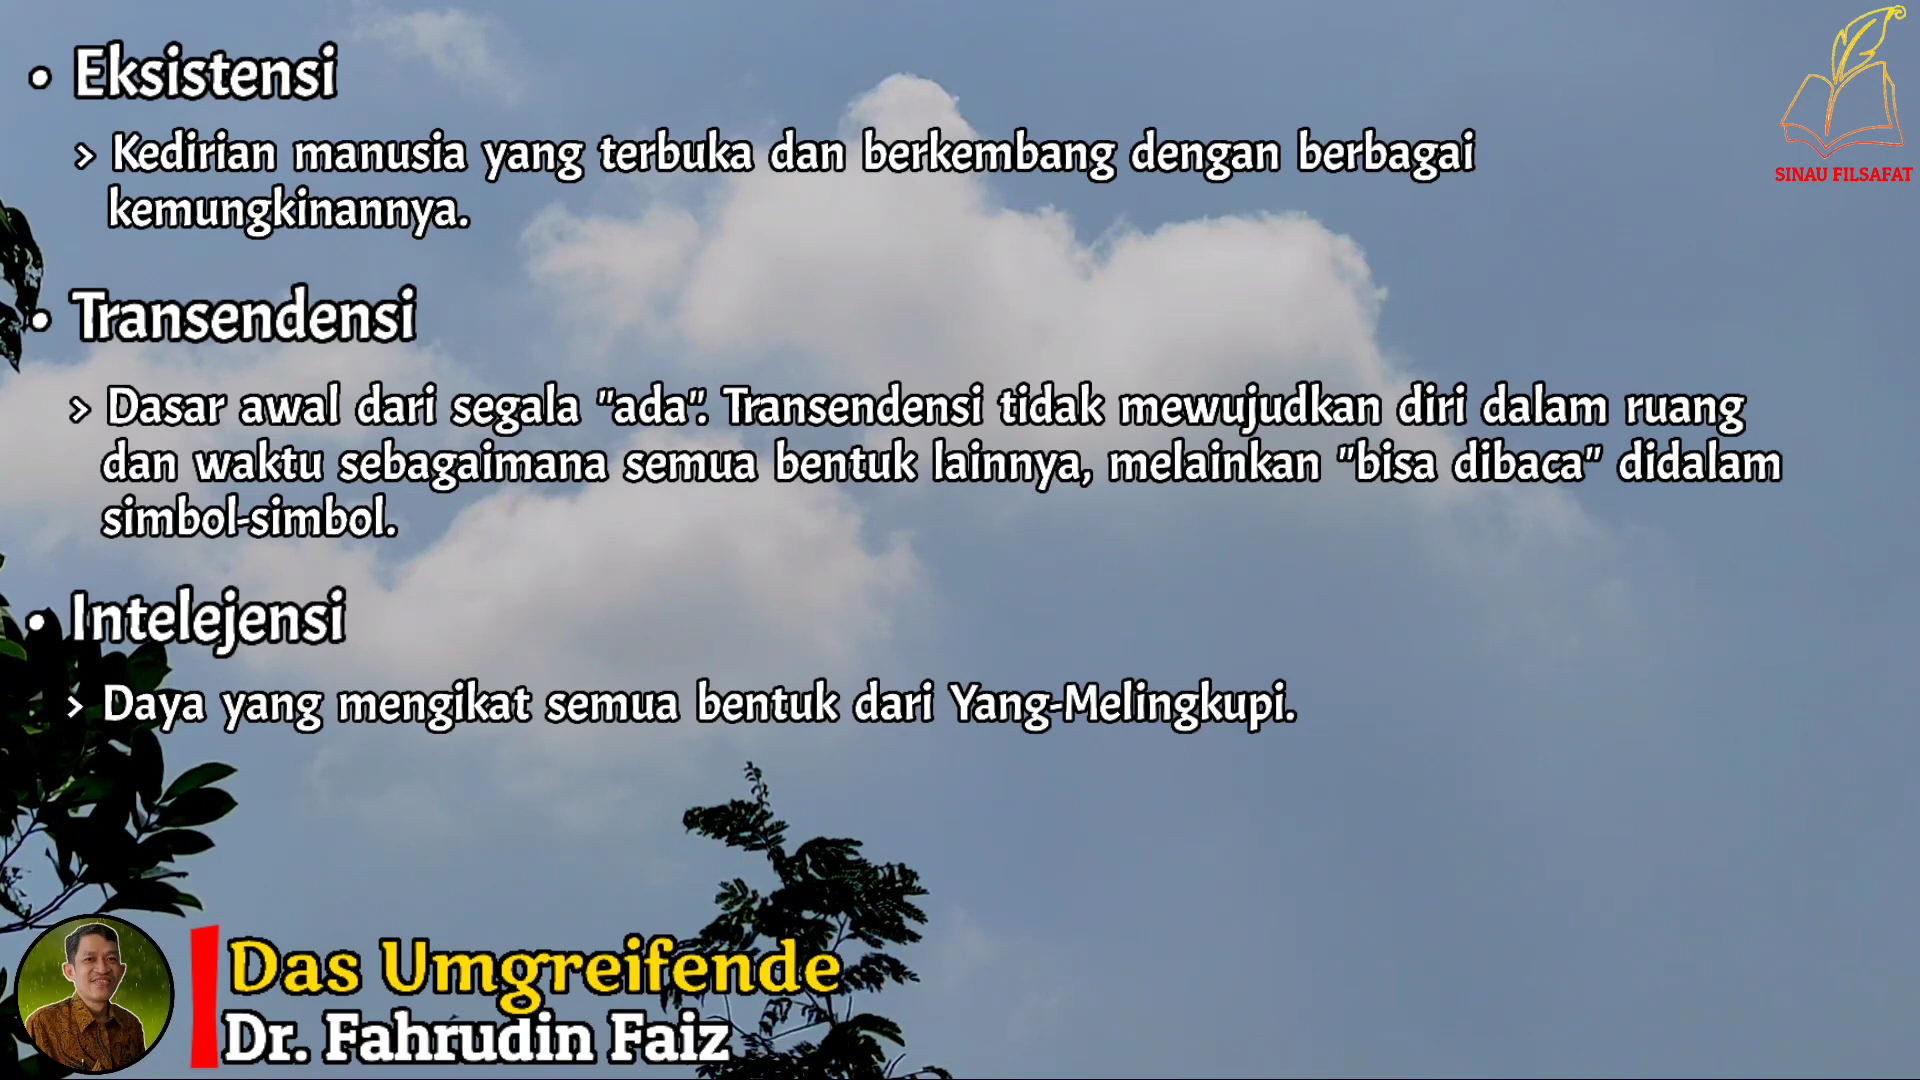 • Eksistensi
> Kedirian manusia yang terbuka dan berkembang dengan berbagai
kemungkinannya.
• Transendensi
> Dasar awal dari segala "ada". Transendensi tidak mewujudkan diri dalam ruang
dan waktu sebagaimana semua bentuk lainnya, melainkan "bisa dibaca" didalam
simbol-simbol.
• Intelejensi
> Daya yang mengikat semua bentuk dari Yang-Melingkupi.
SINAU FILSAFAT
Das Umgreifende
Dr. Fahrudin Faiz